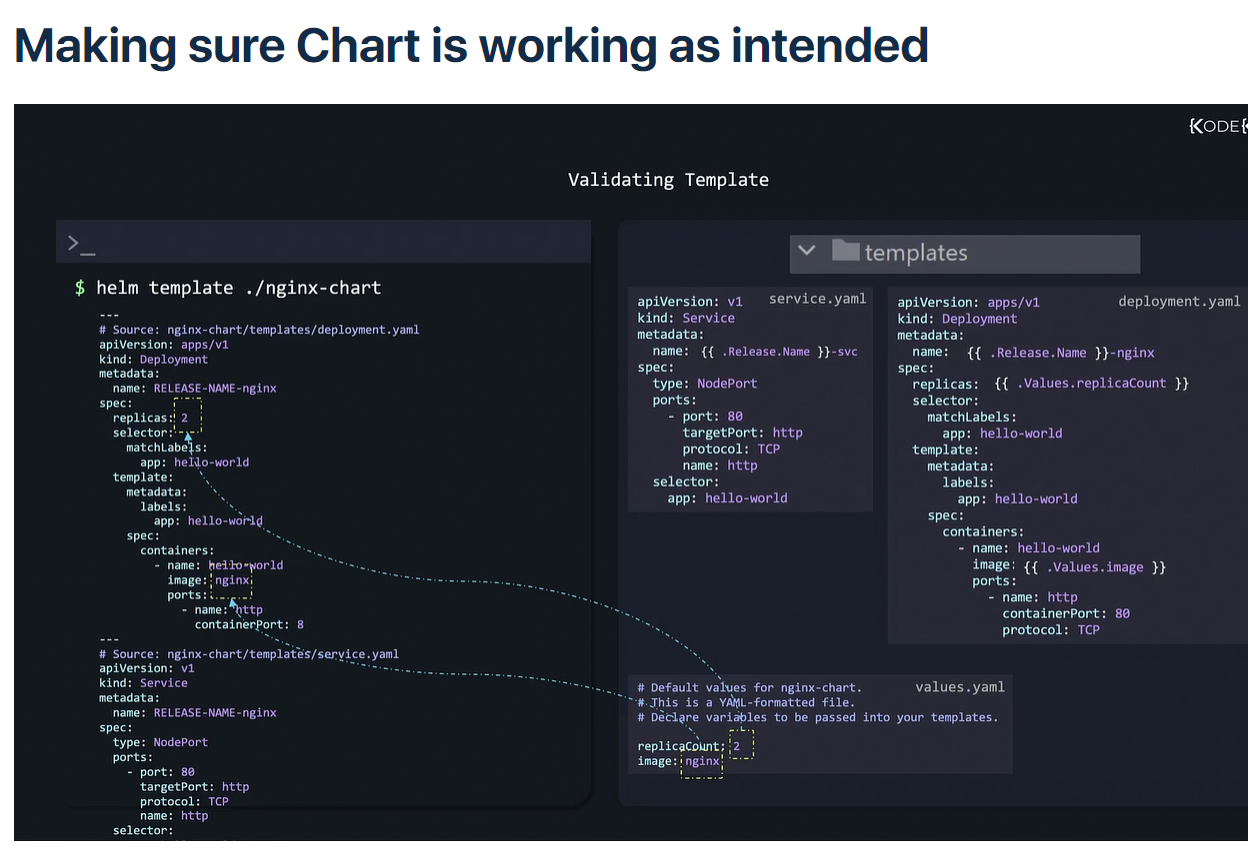 Making sure Chart is working as intended
{KODE{
Validating Template
>_
$ helm template ./nginx-chart
---
# Source: nginx-chart/templates/deployment.yaml
apiVersion: apps/v1
kind: Deployment
metadata:
name: RELEASE-NAME-nginx
spec:
replicas: 2
selector:
matchLabels:
app: hello-world
template:
metadata:
labels:
app: hello-world
spec:
containers:
- name: hello-world
image: nginx
ports:
- name: http
containerPort: 8
---
# Source: nginx-chart/templates/service.yaml
apiVersion: v1
kind: Service
metadata:
name: RELEASE-NAME-nginx
spec:
type: NodePort
ports:
- port: 80
targetPort: http
protocol: TCP
name: http
selector:
templates
service.yaml
apiVersion: v1
kind: Service
metadata:
name: {{ .Release.Name }}-svc
spec:
type: NodePort
ports:
- port: 80
targetPort: http
protocol: TCP
name: http
selector:
app: hello-world
deployment.yaml
apiVersion: apps/v1
kind: Deployment
metadata:
name: {{ .Release.Name }}-nginx
spec:
replicas: {{ .Values.replicaCount }}
selector:
matchLabels:
app: hello-world
template:
metadata:
labels:
app: hello-world
spec:
containers:
- name: hello-world
image: {{ .Values.image }}
ports:
- name: http
containerPort: 80
protocol: TCP
values.yaml
# Default values for nginx-chart.
# This is a YAML-formatted file.
# Declare variables to be passed into your templates.
replicaCount: 2
image: nginx